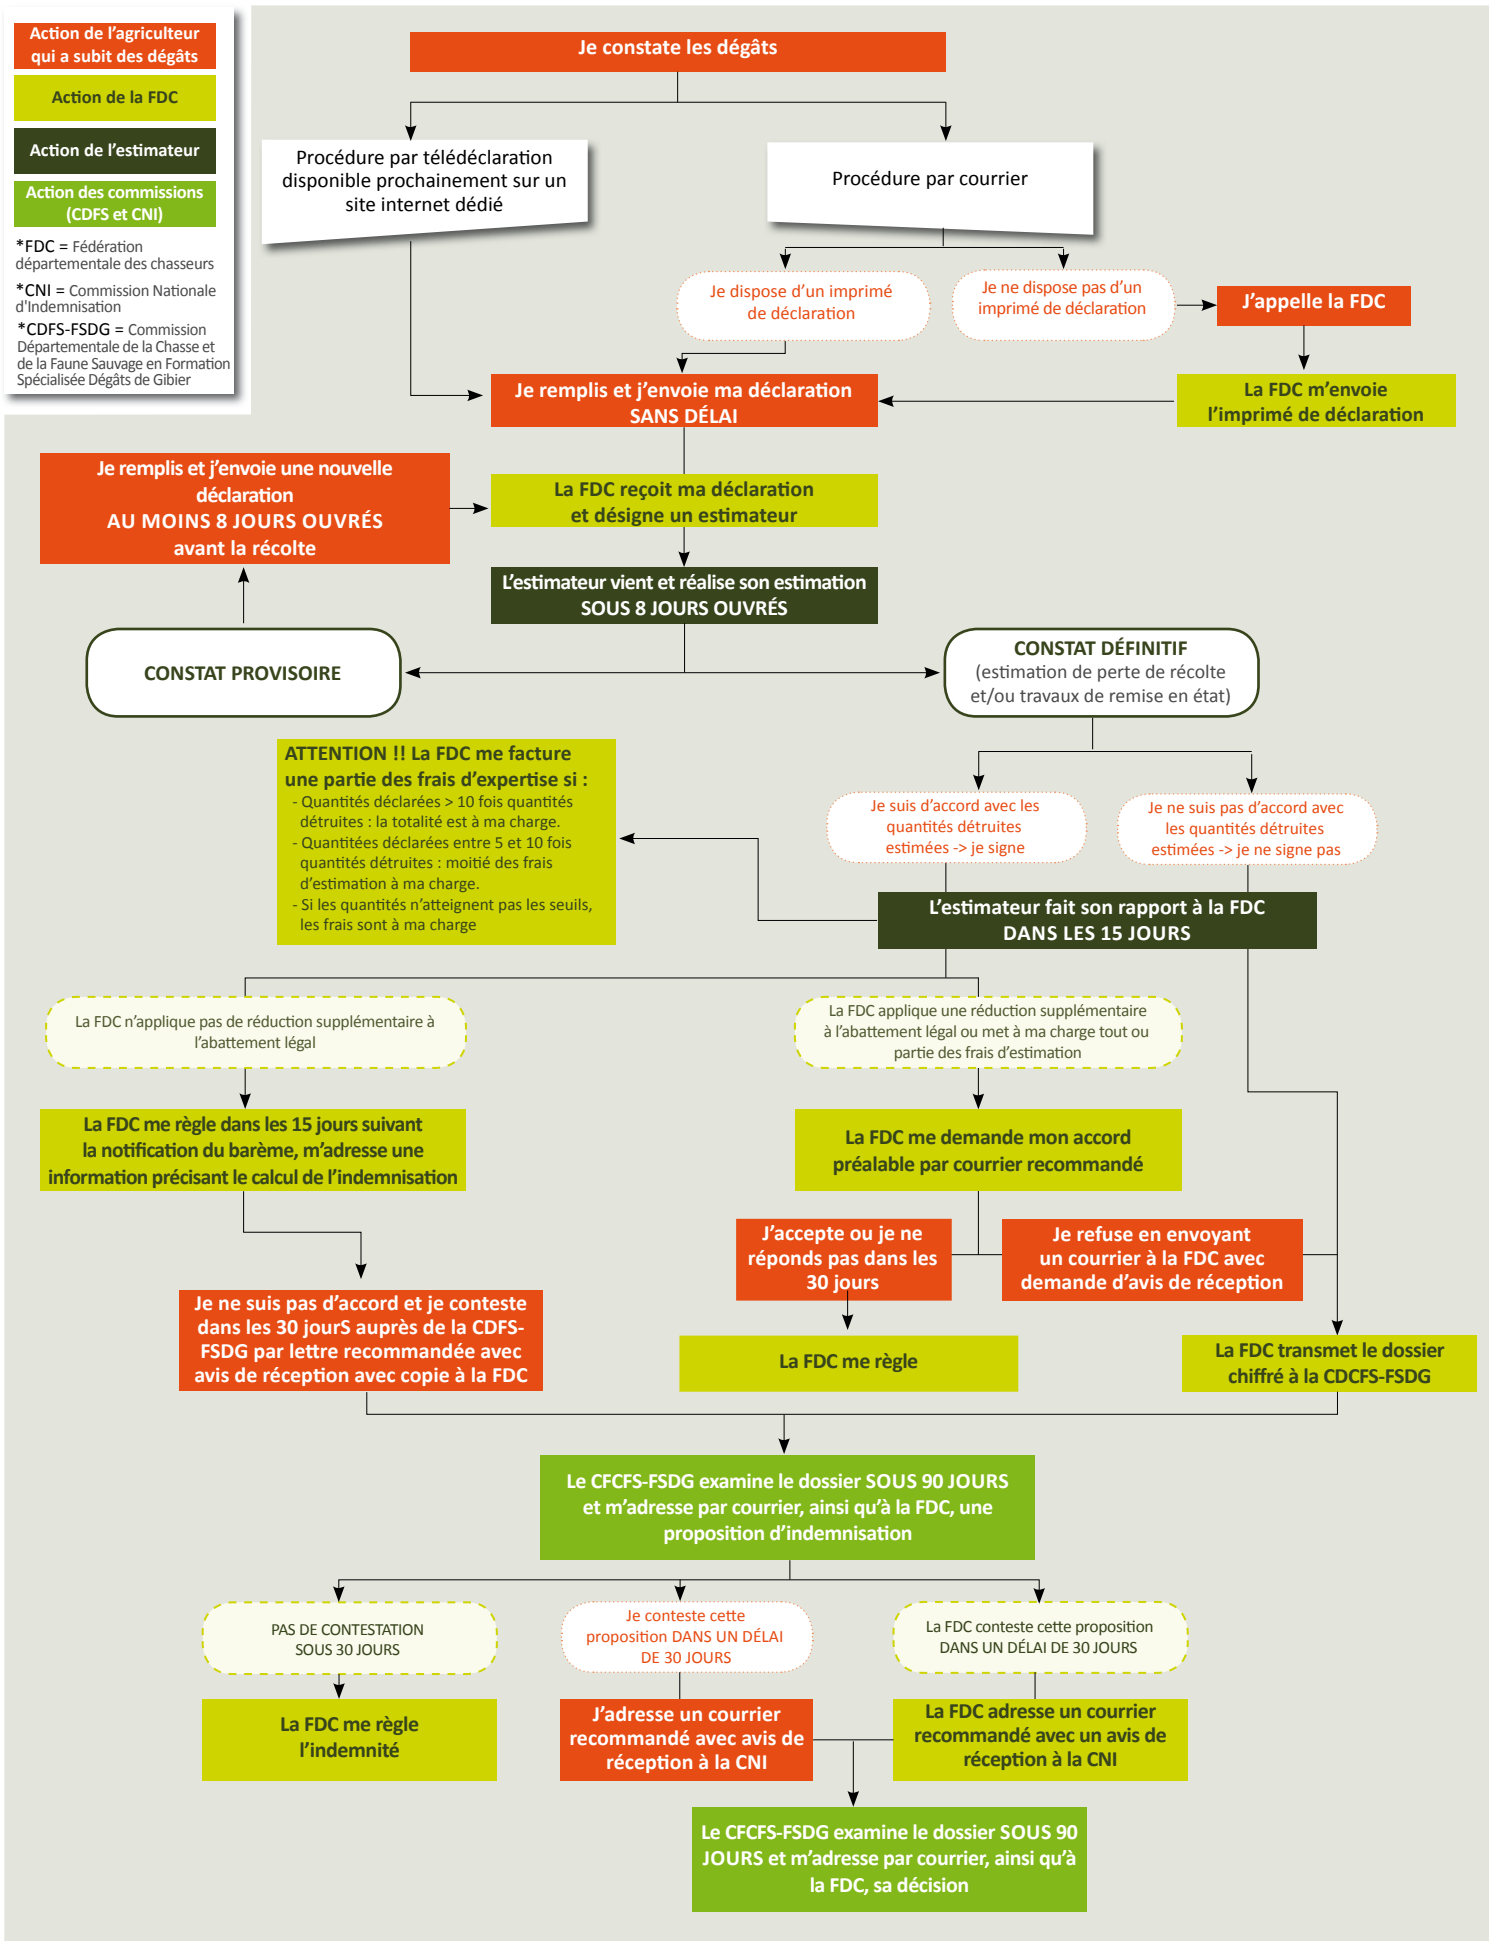 Action de l'agriculteur
qui a subit des dégâts
Action de la FDC
Action de l'estimateur
Action des commissions
(CDFS et CNI)
*FDC = Fédération
départementale des chasseurs
*CNI = Commission Nationale
d'Indemnisation
*CDFS-FSDG = Commission
Départementale de la Chasse et
de la Faune Sauvage en Formation
Spécialisée Dégâts de Gibier
Je constate les dégâts
Procédure par télédéclaration
disponible prochainement sur un
site internet dédié
Procédure par courrier
Je dispose d'un imprimé
de déclaration
Je ne dispose pas d'un
imprimé de déclaration
J'appelle la FDC
La FDC m'envoie
l'imprimé de déclaration
Je remplis et j'envoie ma déclaration
SANS DÉLAI
Je remplis et j'envoie une nouvelle
déclaration
AU MOINS 8 JOURS OUVRÉS
avant la récolte
La FDC reçoit ma déclaration
et désigne un estimateur
L'estimateur vient et réalise son estimation
SOUS 8 JOURS OUVRÉS
CONSTAT PROVISOIRE
CONSTAT DÉFINITIF
(estimation de perte de récolte
et/ou travaux de remise en état)
ATTENTION !! La FDC me facture
une partie des frais d'expertise si :
- Quantités déclarées > 10 fois quantités
détruites : la totalité est à ma charge.
- Quantitées déclarées entre 5 et 10 fois
quantités détruites : moitié des frais
d'estimation à ma charge.
- Si les quantités n'atteignent pas les seuils,
les frais sont à ma charge
Je suis d'accord avec les
quantités détruites
estimées -> je signe
Je ne suis pas d'accord avec
les quantités détruites
estimées -> je ne signe pas
L'estimateur fait son rapport à la FDC
DANS LES 15 JOURS
La FDC n'applique pas de réduction supplémentaire à
l'abattement légal
La FDC applique une réduction supplémentaire
à l'abattement légal ou met à ma charge tout ou
partie des frais d'estimation
La FDC me règle dans les 15 jours suivant
la notification du barème, m'adresse une
information précisant le calcul de l'indemnisation
La FDC me demande mon accord
préalable par courrier recommandé
J'accepte ou je ne
réponds pas dans les
30 jours
Je refuse en envoyant
un courrier à la FDC avec
demande d'avis de réception
Je ne suis pas d'accord et je conteste
dans les 30 jourS auprès de la CDFS-
FSDG par lettre recommandée avec
avis de réception avec copie à la FDC
La FDC me règle
La FDC transmet le dossier
chiffré à la CDCFS-FSDG
Le CFCFS-FSDG examine le dossier SOUS 90 JOURS
et m'adresse par courrier, ainsi qu'à la FDC, une
proposition d'indemnisation
PAS DE CONTESTATION
SOUS 30 JOURS
Je conteste cette
proposition DANS UN DÉLAI
DE 30 JOURS
La FDC conteste cette proposition
DANS UN DÉLAI DE 30 JOURS
La FDC me règle
l'indemnité
J'adresse un courrier
recommandé avec avis de
réception à la CNI
La FDC adresse un courrier
recommandé avec un avis de
réception à la CNI
Le CFCFS-FSDG examine le dossier SOUS 90
JOURS et m'adresse par courrier, ainsi qu'à
la FDC, sa décision